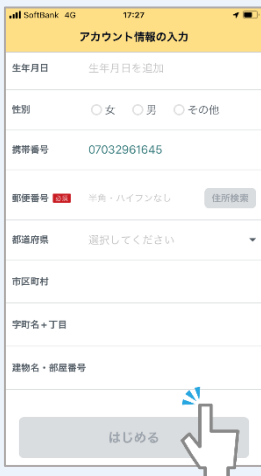 SoftBank 4G 17:27
アカウント情報の入力
生年月日 生年月日を追加
性別 女 男 その他
携帯番号 07032961645
郵便番号 必須 半角・ハイフンなし 住所検索
都道府県 選択してください
市区町村
字町名+丁目
建物名・部屋番号
はじめる